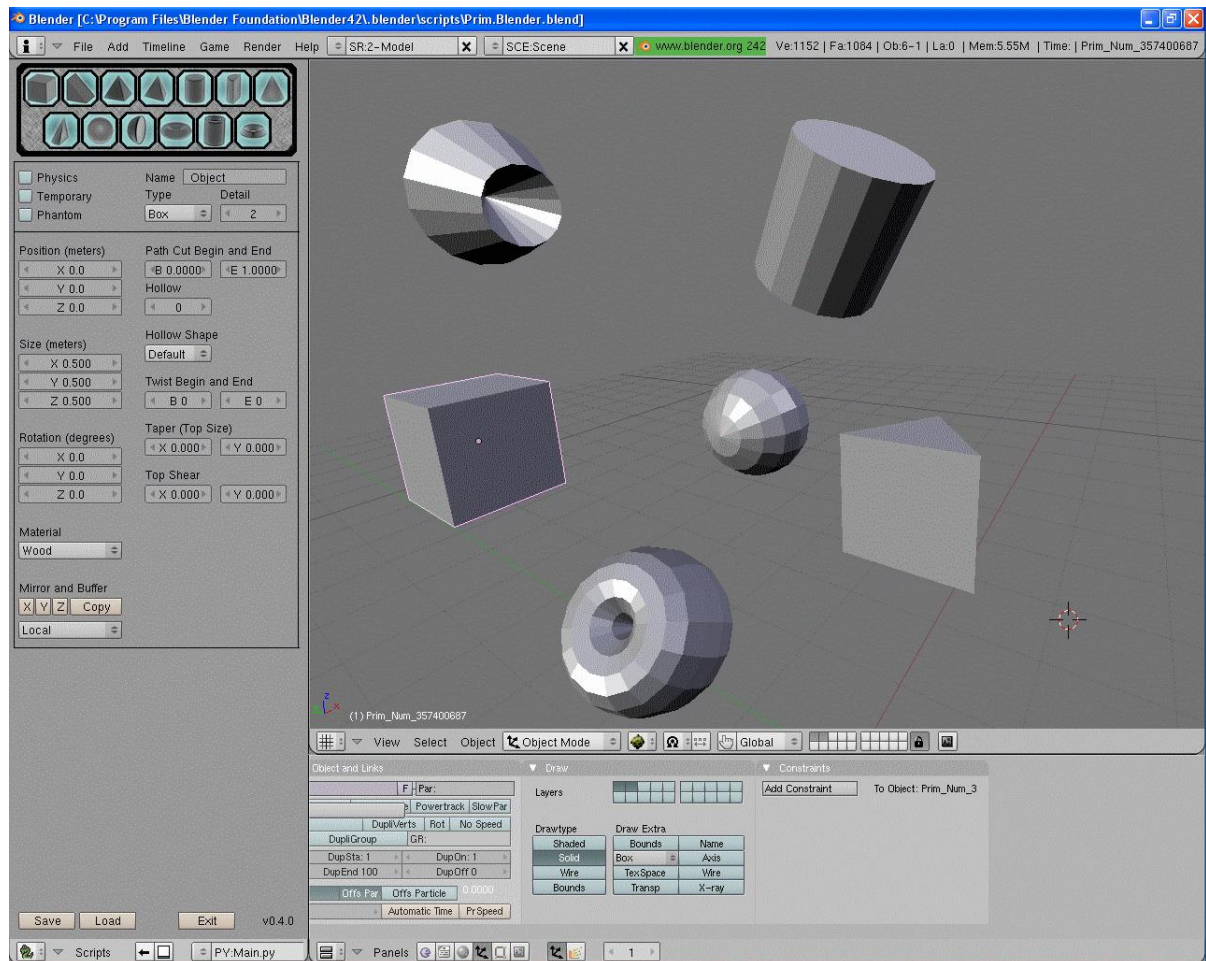 Blender [C:\Program Files\Blender Foundation\Blender42\.blender\scripts\Prim.Blender.blend]
File Add Timeline Game Render Help SR:2-Model X SCE:Scene X www.blender.org 242 Ve:1152 | Fa:1084 | Ob:6-1 | La:0 | Mem:5.55M | Time: | Prim_Num_357400687
Physics
Temporary
Phantom
Name Object
Type Detail
Box 2
Position (meters)
X 0.0
Y 0.0
Z 0.0
Size (meters)
X 0.500
Y 0.500
Z 0.500
Rotation (degrees)
X 0.0
Y 0.0
Z 0.0
Material
Wood
Mirror and Buffer
X Y Z Copy
Local
Path Cut Begin and End
B 0.0000 E 1.0000
Hollow
0
Hollow Shape
Default
Twist Begin and End
B 0 E 0
Taper (Top Size)
X 0.000 Y 0.000
Top Shear
X 0.000 Y 0.000
Save Load Exit v0.4.0
Scripts PY:Main.py
z
x
(1) Prim_Num_357400687
View Select Object Object Mode Global
Object and Links
F Par:
e Powertrack SlowPar
DupliVerts Rot No Speed
DupliGroup GR:
DupSta: 1 DupOn: 1
DupEnd 100 DupOff 0
Offs Par Offs Particle 0.0000
Automatic Time PrSpeed
Draw
Layers
Drawtype Draw Extra
Shaded Bounds Name
Solid Box Axis
Wire TexSpace Wire
Bounds Transp X-ray
Constraints
Add Constraint To Object: Prim_Num_3
Panels 1